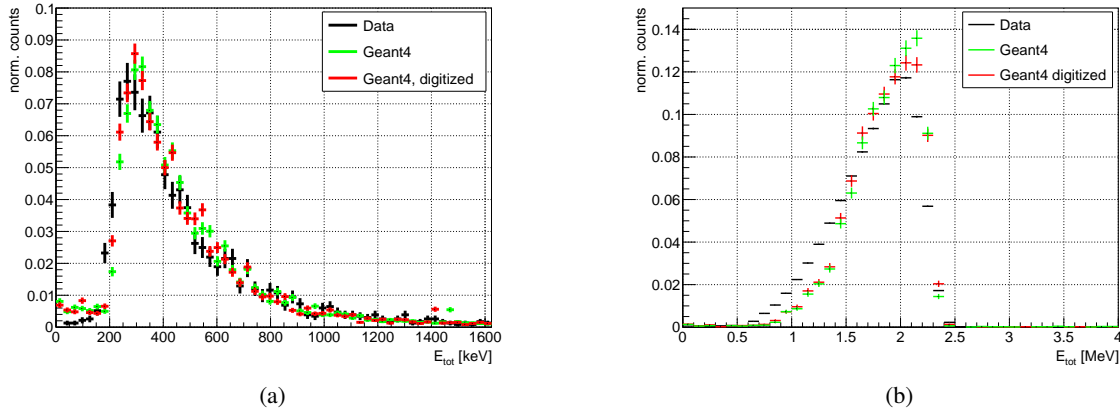 norm. counts
0.1
0.09
0.08
0.07
0.06
0.05
0.04
0.03
0.02
0.01
0
0 200 400 600 800 1000 1200 1400 1600
E_tot [keV]
Data
Geant4
Geant4, digitized
(a)
norm. counts
0.14
0.12
0.1
0.08
0.06
0.04
0.02
0
0 0.5 1 1.5 2 2.5 3 3.5 4
E_tot [MeV]
Data
Geant4
Geant4 digitized
(b)